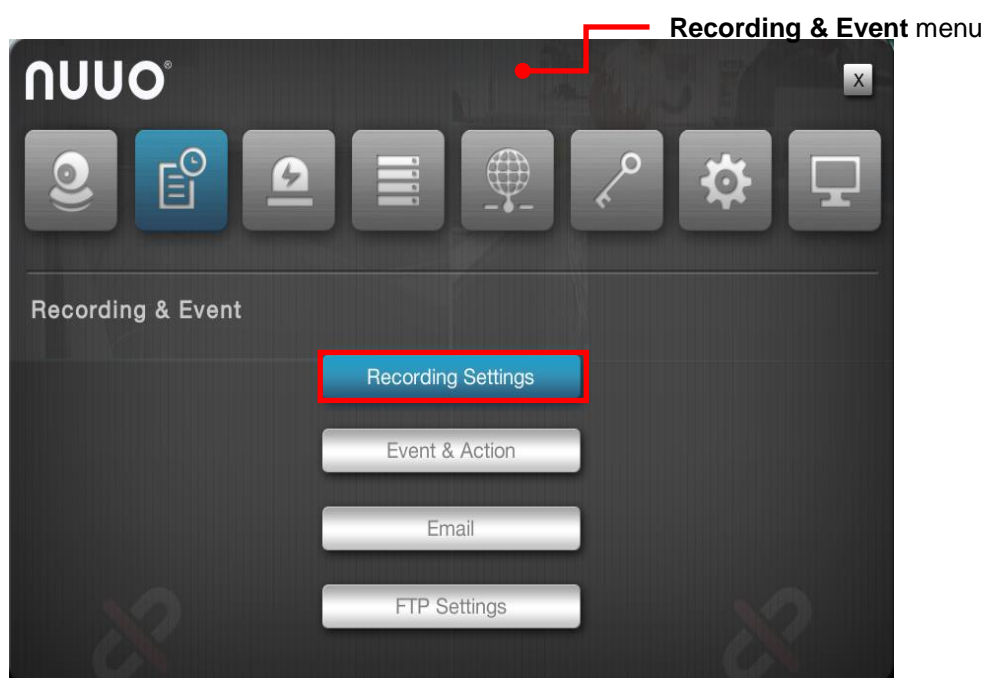 Recording & Event menu
nuuo®
X
Recording & Event
Recording Settings
Event & Action
Email
FTP Settings